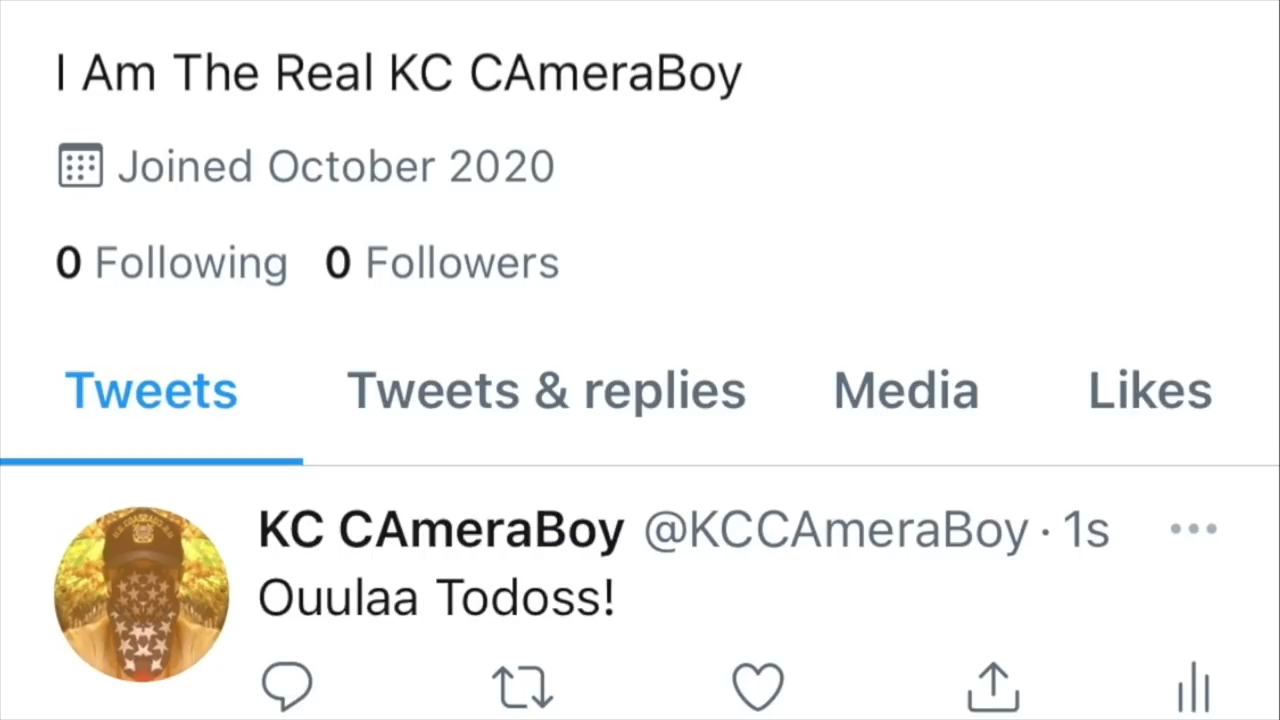 I Am The Real KC CAmeraBoy
Joined October 2020
0 Following 0 Followers
Tweets Tweets & replies Media Likes
KC CAmeraBoy @KCCAmeraBoy · 1s
Ouulaa Todoss!